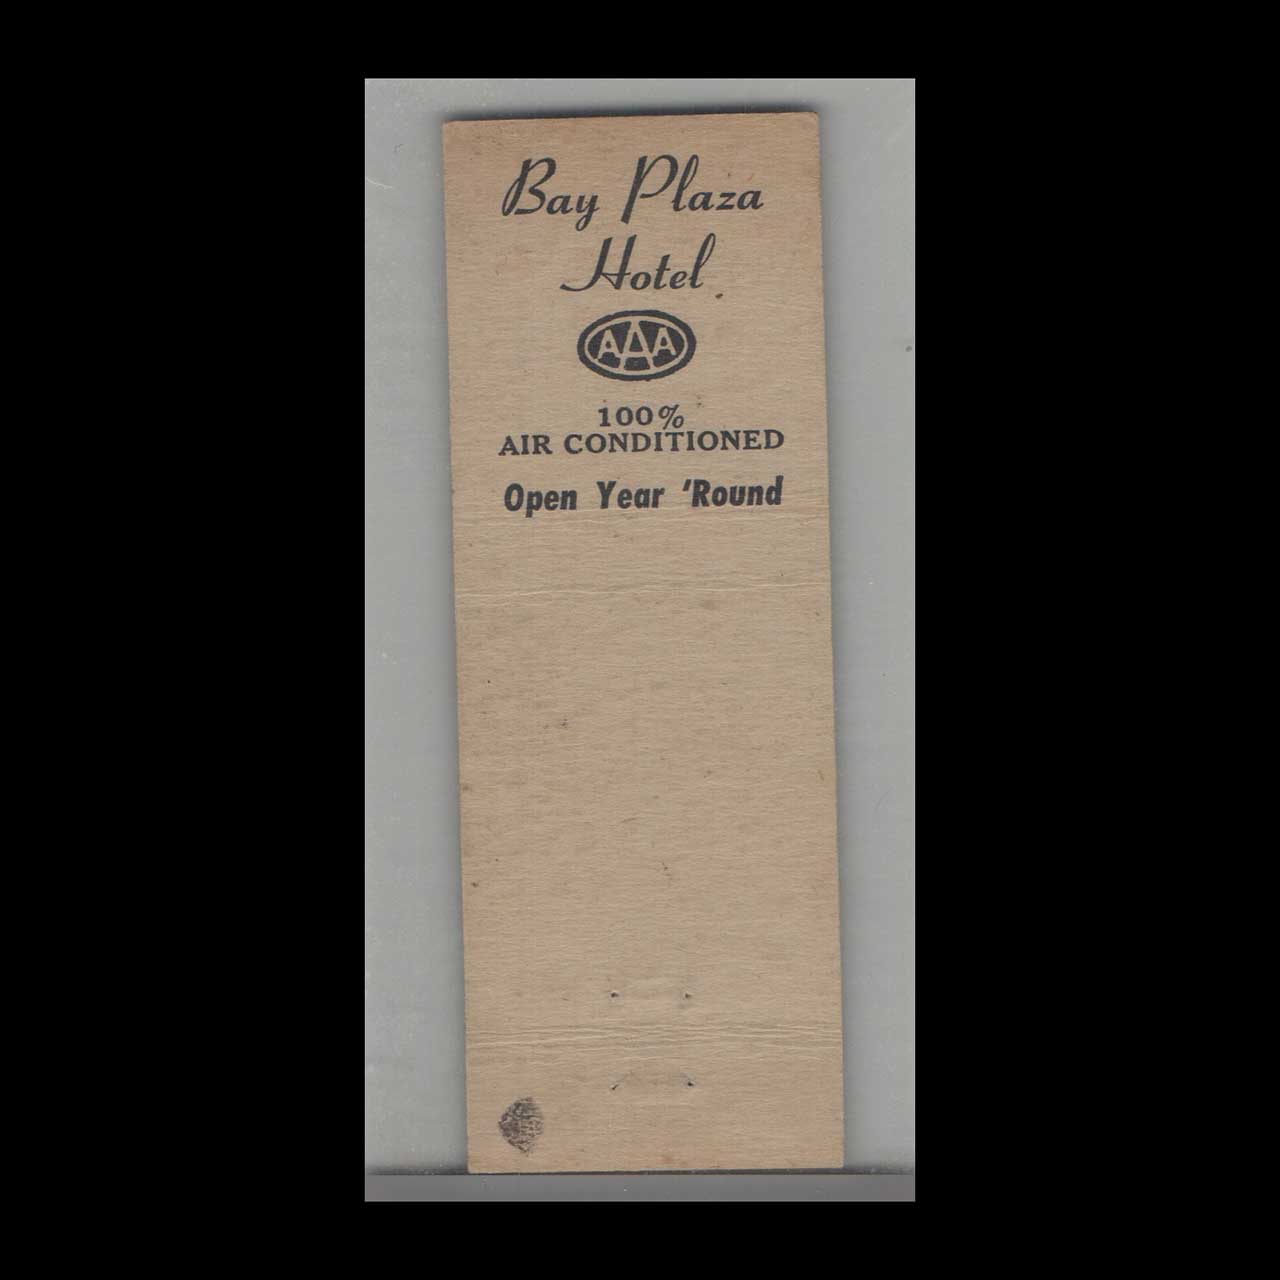 Bay Plaza
Hotel
AAA
100%
AIR CONDITIONED
Open Year 'Round